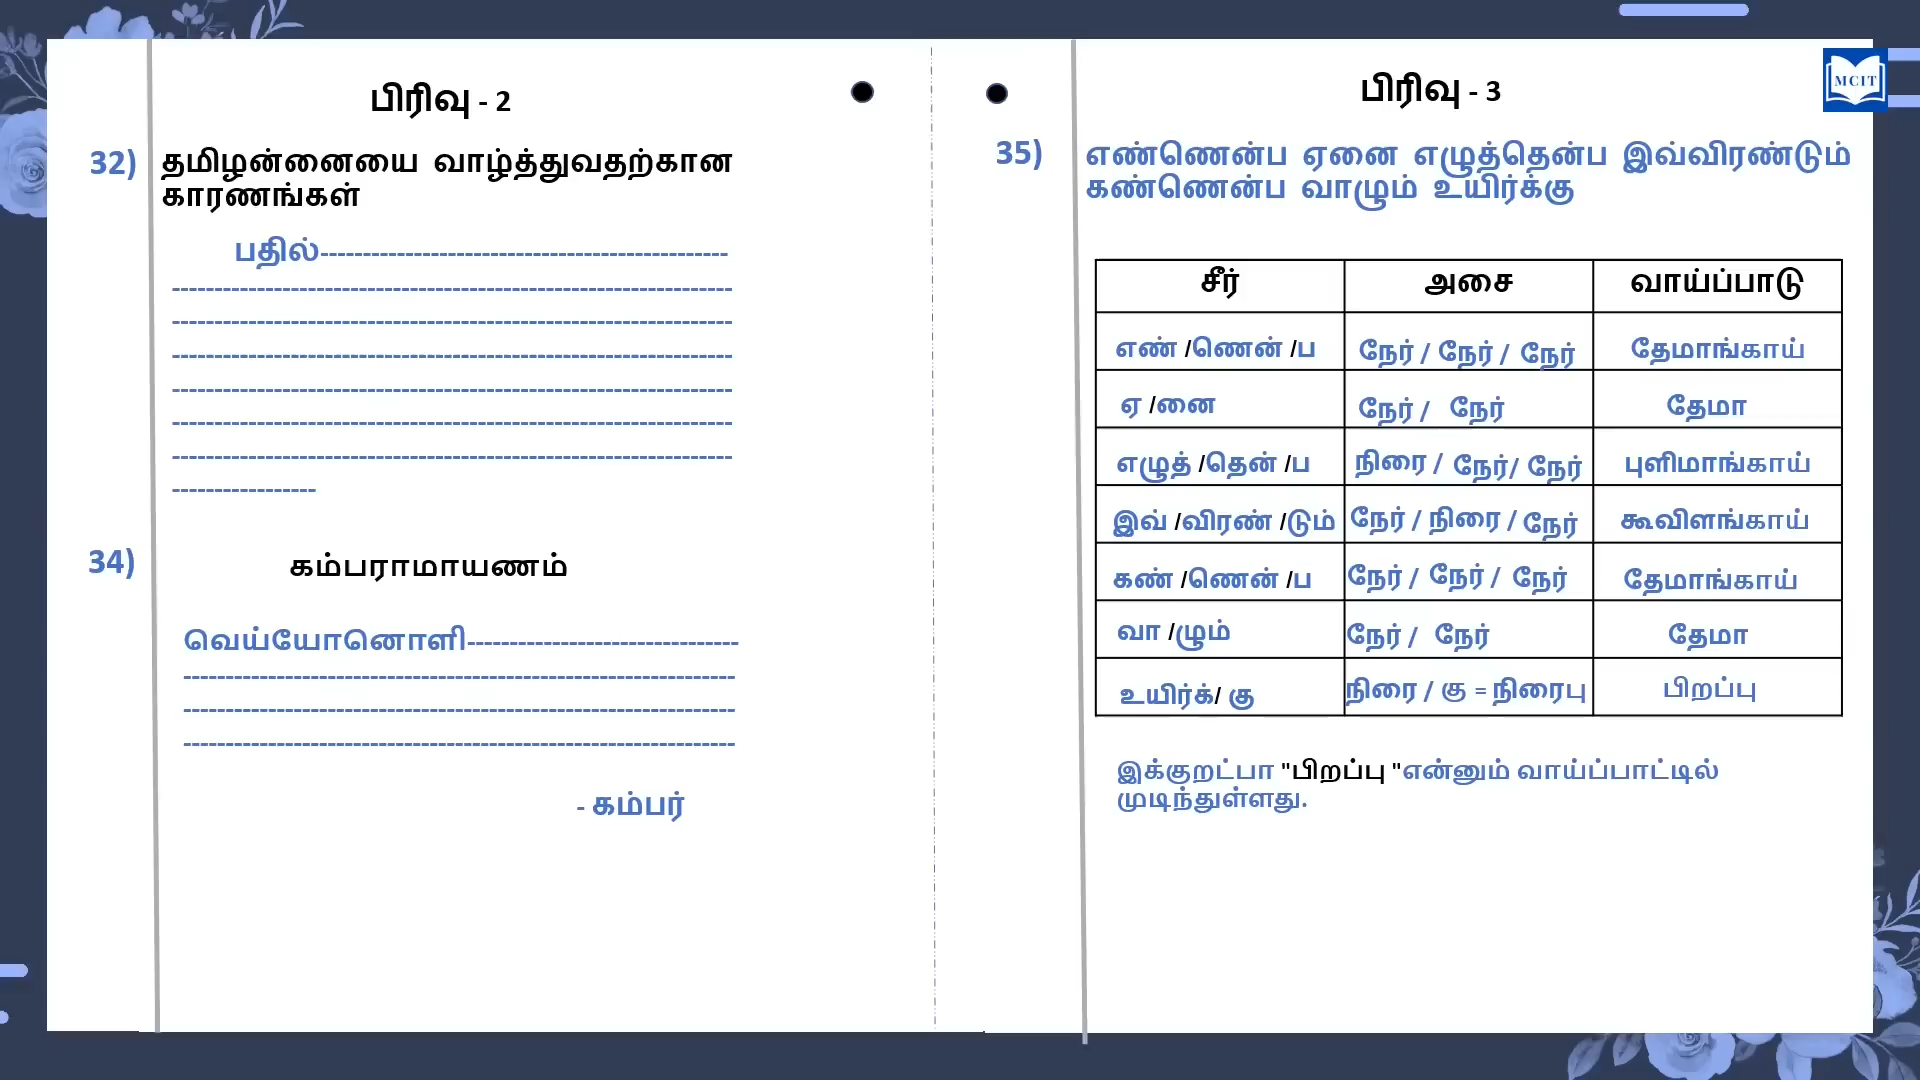 பிரிவு - 2
32) தமிழன்னையை வாழ்த்துவதற்கான
காரணங்கள்
பதில்------------------------------------------------
------------------------------------------------------------------
------------------------------------------------------------------
------------------------------------------------------------------
------------------------------------------------------------------
------------------------------------------------------------------
------------------------------------------------------------------
-----------------
34) கம்பராமாயணம்
வெய்யோனொளி--------------------------------
-----------------------------------------------------------------
-----------------------------------------------------------------
-----------------------------------------------------------------
- கம்பர்
பிரிவு - 3
MCIT
35) எண்ணென்ப ஏனை எழுத்தென்ப இவ்விரண்டும்
கண்ணென்ப வாழும் உயிர்க்கு
சீர் அசை வாய்ப்பாடு
எண் /ணென் /ப நேர் / நேர் / நேர் தேமாங்காய்
ஏ /னை நேர் / நேர் தேமா
எழுத் /தென் /ப நிரை / நேர்/ நேர் புளிமாங்காய்
இவ் /விரண் /டும் நேர் / நிரை / நேர் கூவிளங்காய்
கண் /ணென் /ப நேர் / நேர் / நேர் தேமாங்காய்
வா /ழும் நேர் / நேர் தேமா
உயிர்க்/ கு நிரை / கு = நிரைபு பிறப்பு
இக்குறட்பா "பிறப்பு "என்னும் வாய்ப்பாட்டில்
முடிந்துள்ளது.